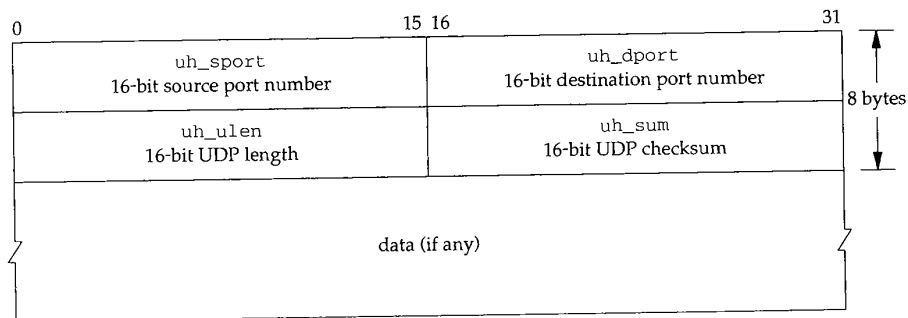 0 15 16 31
uh_sport uh_dport
16-bit source port number 16-bit destination port number
8 bytes
uh_ulen uh_sum
16-bit UDP length 16-bit UDP checksum
data (if any)